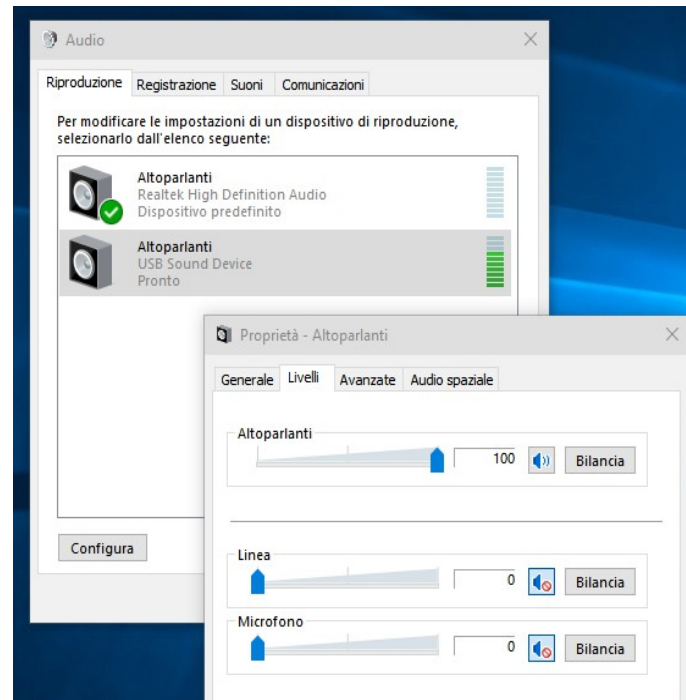 Audio
Riproduzione Registrazione Suoni Comunicazioni
Per modificare le impostazioni di un dispositivo di riproduzione,
selezionarlo dall'elenco seguente:
Altoparlanti
Realtek High Definition Audio
Dispositivo predefinito
Altoparlanti
USB Sound Device
Pronto
Configura
Proprietà - Altoparlanti
Generale Livelli Avanzate Audio spaziale
Altoparlanti
100 Bilancia
Linea
0 Bilancia
Microfono
0 Bilancia